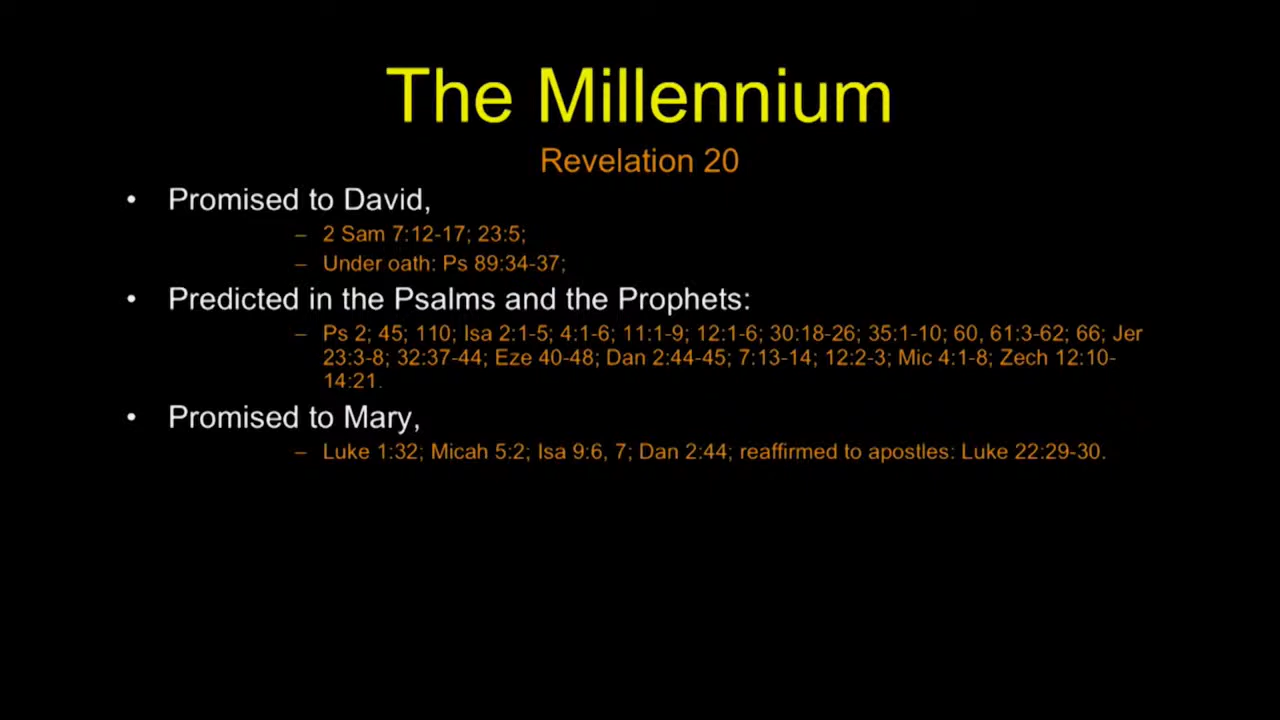 The Millennium
Revelation 20
• Promised to David,
– 2 Sam 7:12-17; 23:5;
– Under oath: Ps 89:34-37;
• Predicted in the Psalms and the Prophets:
– Ps 2; 45; 110; Isa 2:1-5; 4:1-6; 11:1-9; 12:1-6; 30:18-26; 35:1-10; 60, 61:3-62; 66; Jer
23:3-8; 32:37-44; Eze 40-48; Dan 2:44-45; 7:13-14; 12:2-3; Mic 4:1-8; Zech 12:10-
14:21.
• Promised to Mary,
– Luke 1:32; Micah 5:2; Isa 9:6, 7; Dan 2:44; reaffirmed to apostles: Luke 22:29-30.